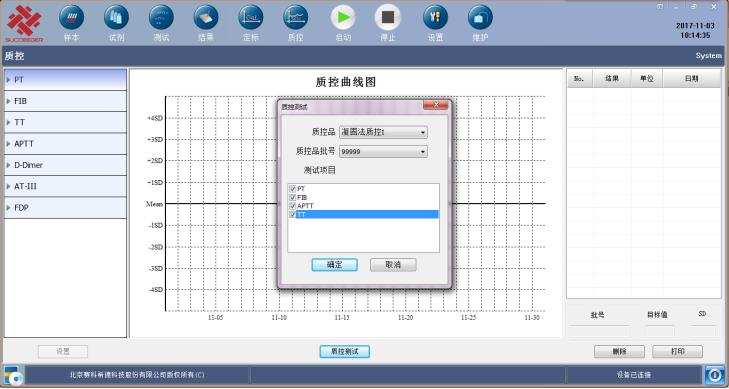 SUCCEEDER
样本 试剂 测试 结果 定标 质控 启动 停止 设置 维护
2017-11-03
10:14:35
质控 System
PT
FIB
TT
APTT
D-Dimer
AT-III
FDP
质控曲线图
+4SD
+3SD
+2SD
+1SD
Mean
-1SD
-2SD
-3SD
-4SD
11-05 11-10 11-15 11-20 11-25 11-30
质控测试
质控品 凝固法质控1
质控品批号 99999
测试项目
PT
FIB
APTT
TT
确定 取消
No. 结果 单位 日期
批号 目标值 SD
设置 质控测试 删除 打印
北京赛科希德科技股份有限公司版权所有(C) 设备已连接